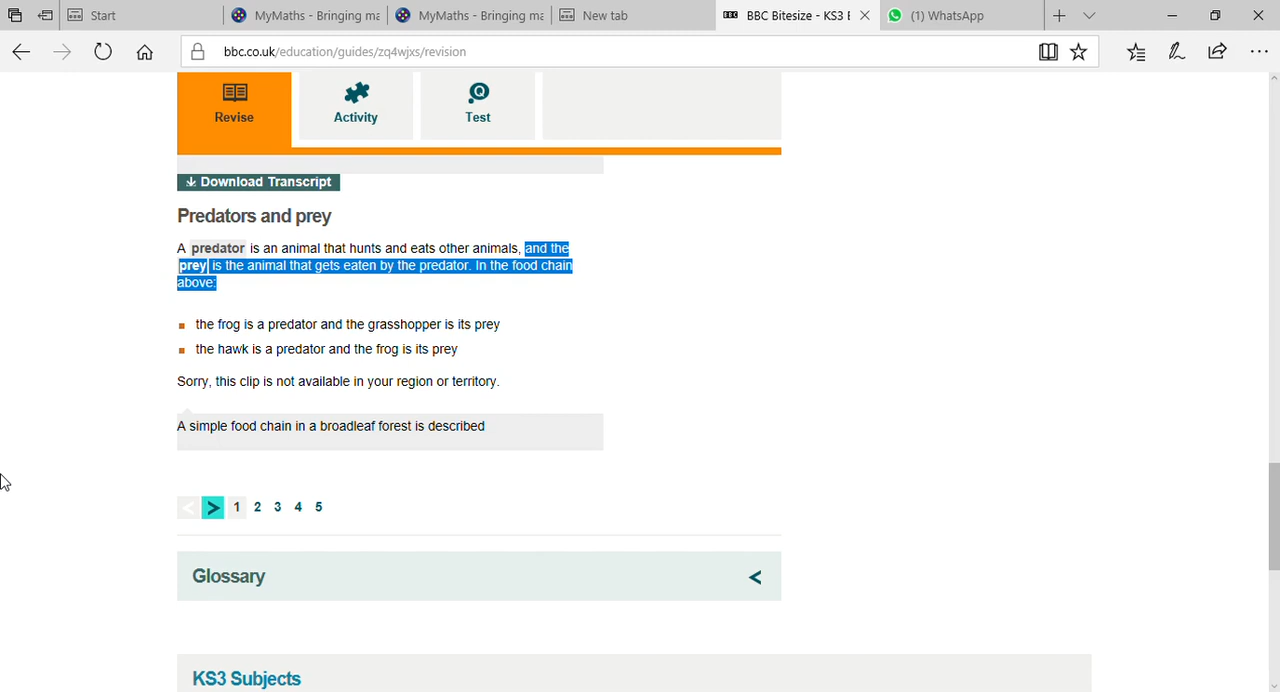 Start
MyMaths - Bringing ma
MyMaths - Bringing ma
New tab
BBC
BBC Bitesize - KS3 E
(1) WhatsApp
bbc.co.uk/education/guides/zq4wjxs/revision
Revise
Activity
Test
Download Transcript
Predators and prey
A predator is an animal that hunts and eats other animals, and the
prey is the animal that gets eaten by the predator. In the food chain
above:
the frog is a predator and the grasshopper is its prey
the hawk is a predator and the frog is its prey
Sorry, this clip is not available in your region or territory.
A simple food chain in a broadleaf forest is described
< > 1 2 3 4 5
Glossary <
KS3 Subjects